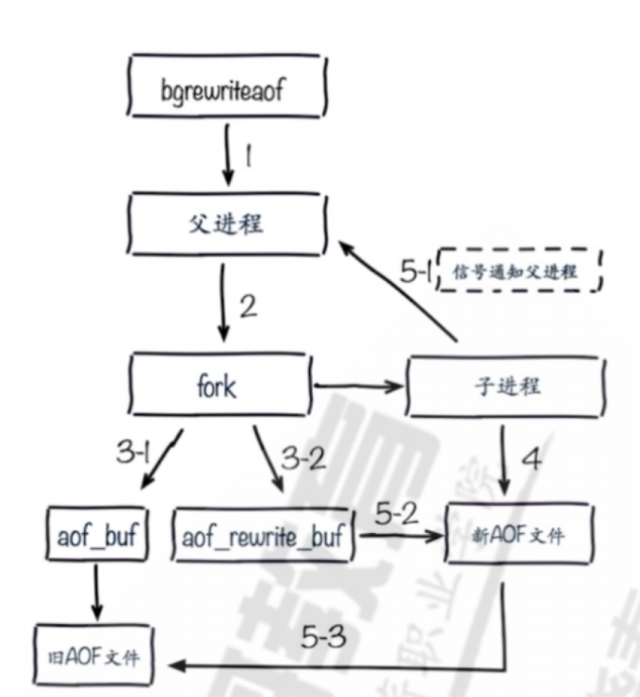 bgrewriteaof
1
父进程
5-1
信号通知父进程
2
fork
子进程
3-1
3-2
4
aof_buf
aof_rewrite_buf
5-2
新AOF文件
旧AOF文件
5-3